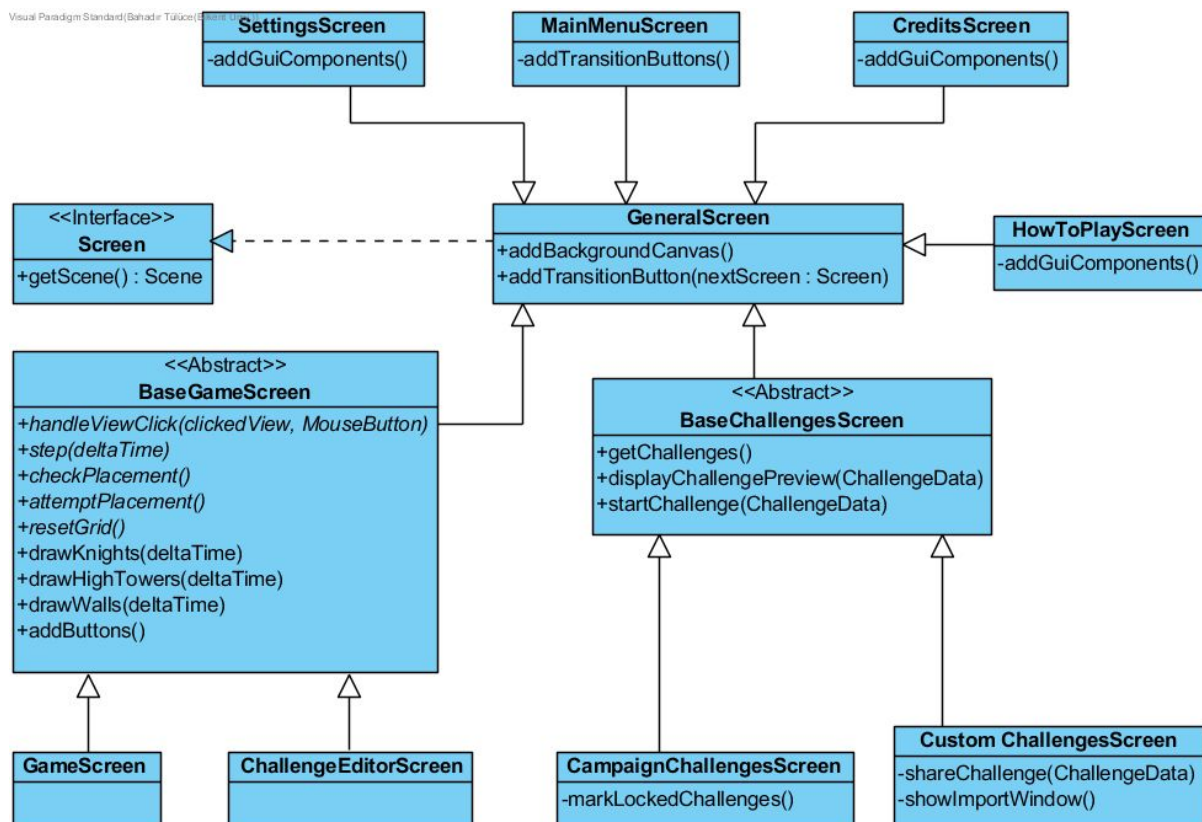 Visual Paradigm Standard(Bahadır Tülüce(Bilkent Univ.))
SettingsScreen
-addGuiComponents()
MainMenuScreen
-addTransitionButtons()
CreditsScreen
-addGuiComponents()
<<Interface>>
Screen
+getScene() : Scene
GeneralScreen
+addBackgroundCanvas()
+addTransitionButton(nextScreen : Screen)
HowToPlayScreen
-addGuiComponents()
<<Abstract>>
BaseGameScreen
+handleViewClick(clickedView, MouseButton)
+step(deltaTime)
+checkPlacement()
+attemptPlacement()
+resetGrid()
+drawKnights(deltaTime)
+drawHighTowers(deltaTime)
+drawWalls(deltaTime)
+addButtons()
<<Abstract>>
BaseChallengesScreen
+getChallenges()
+displayChallengePreview(ChallengeData)
+startChallenge(ChallengeData)
GameScreen
ChallengeEditorScreen
CampaignChallengesScreen
-markLockedChallenges()
Custom ChallengesScreen
-shareChallenge(ChallengeData)
-showImportWindow()